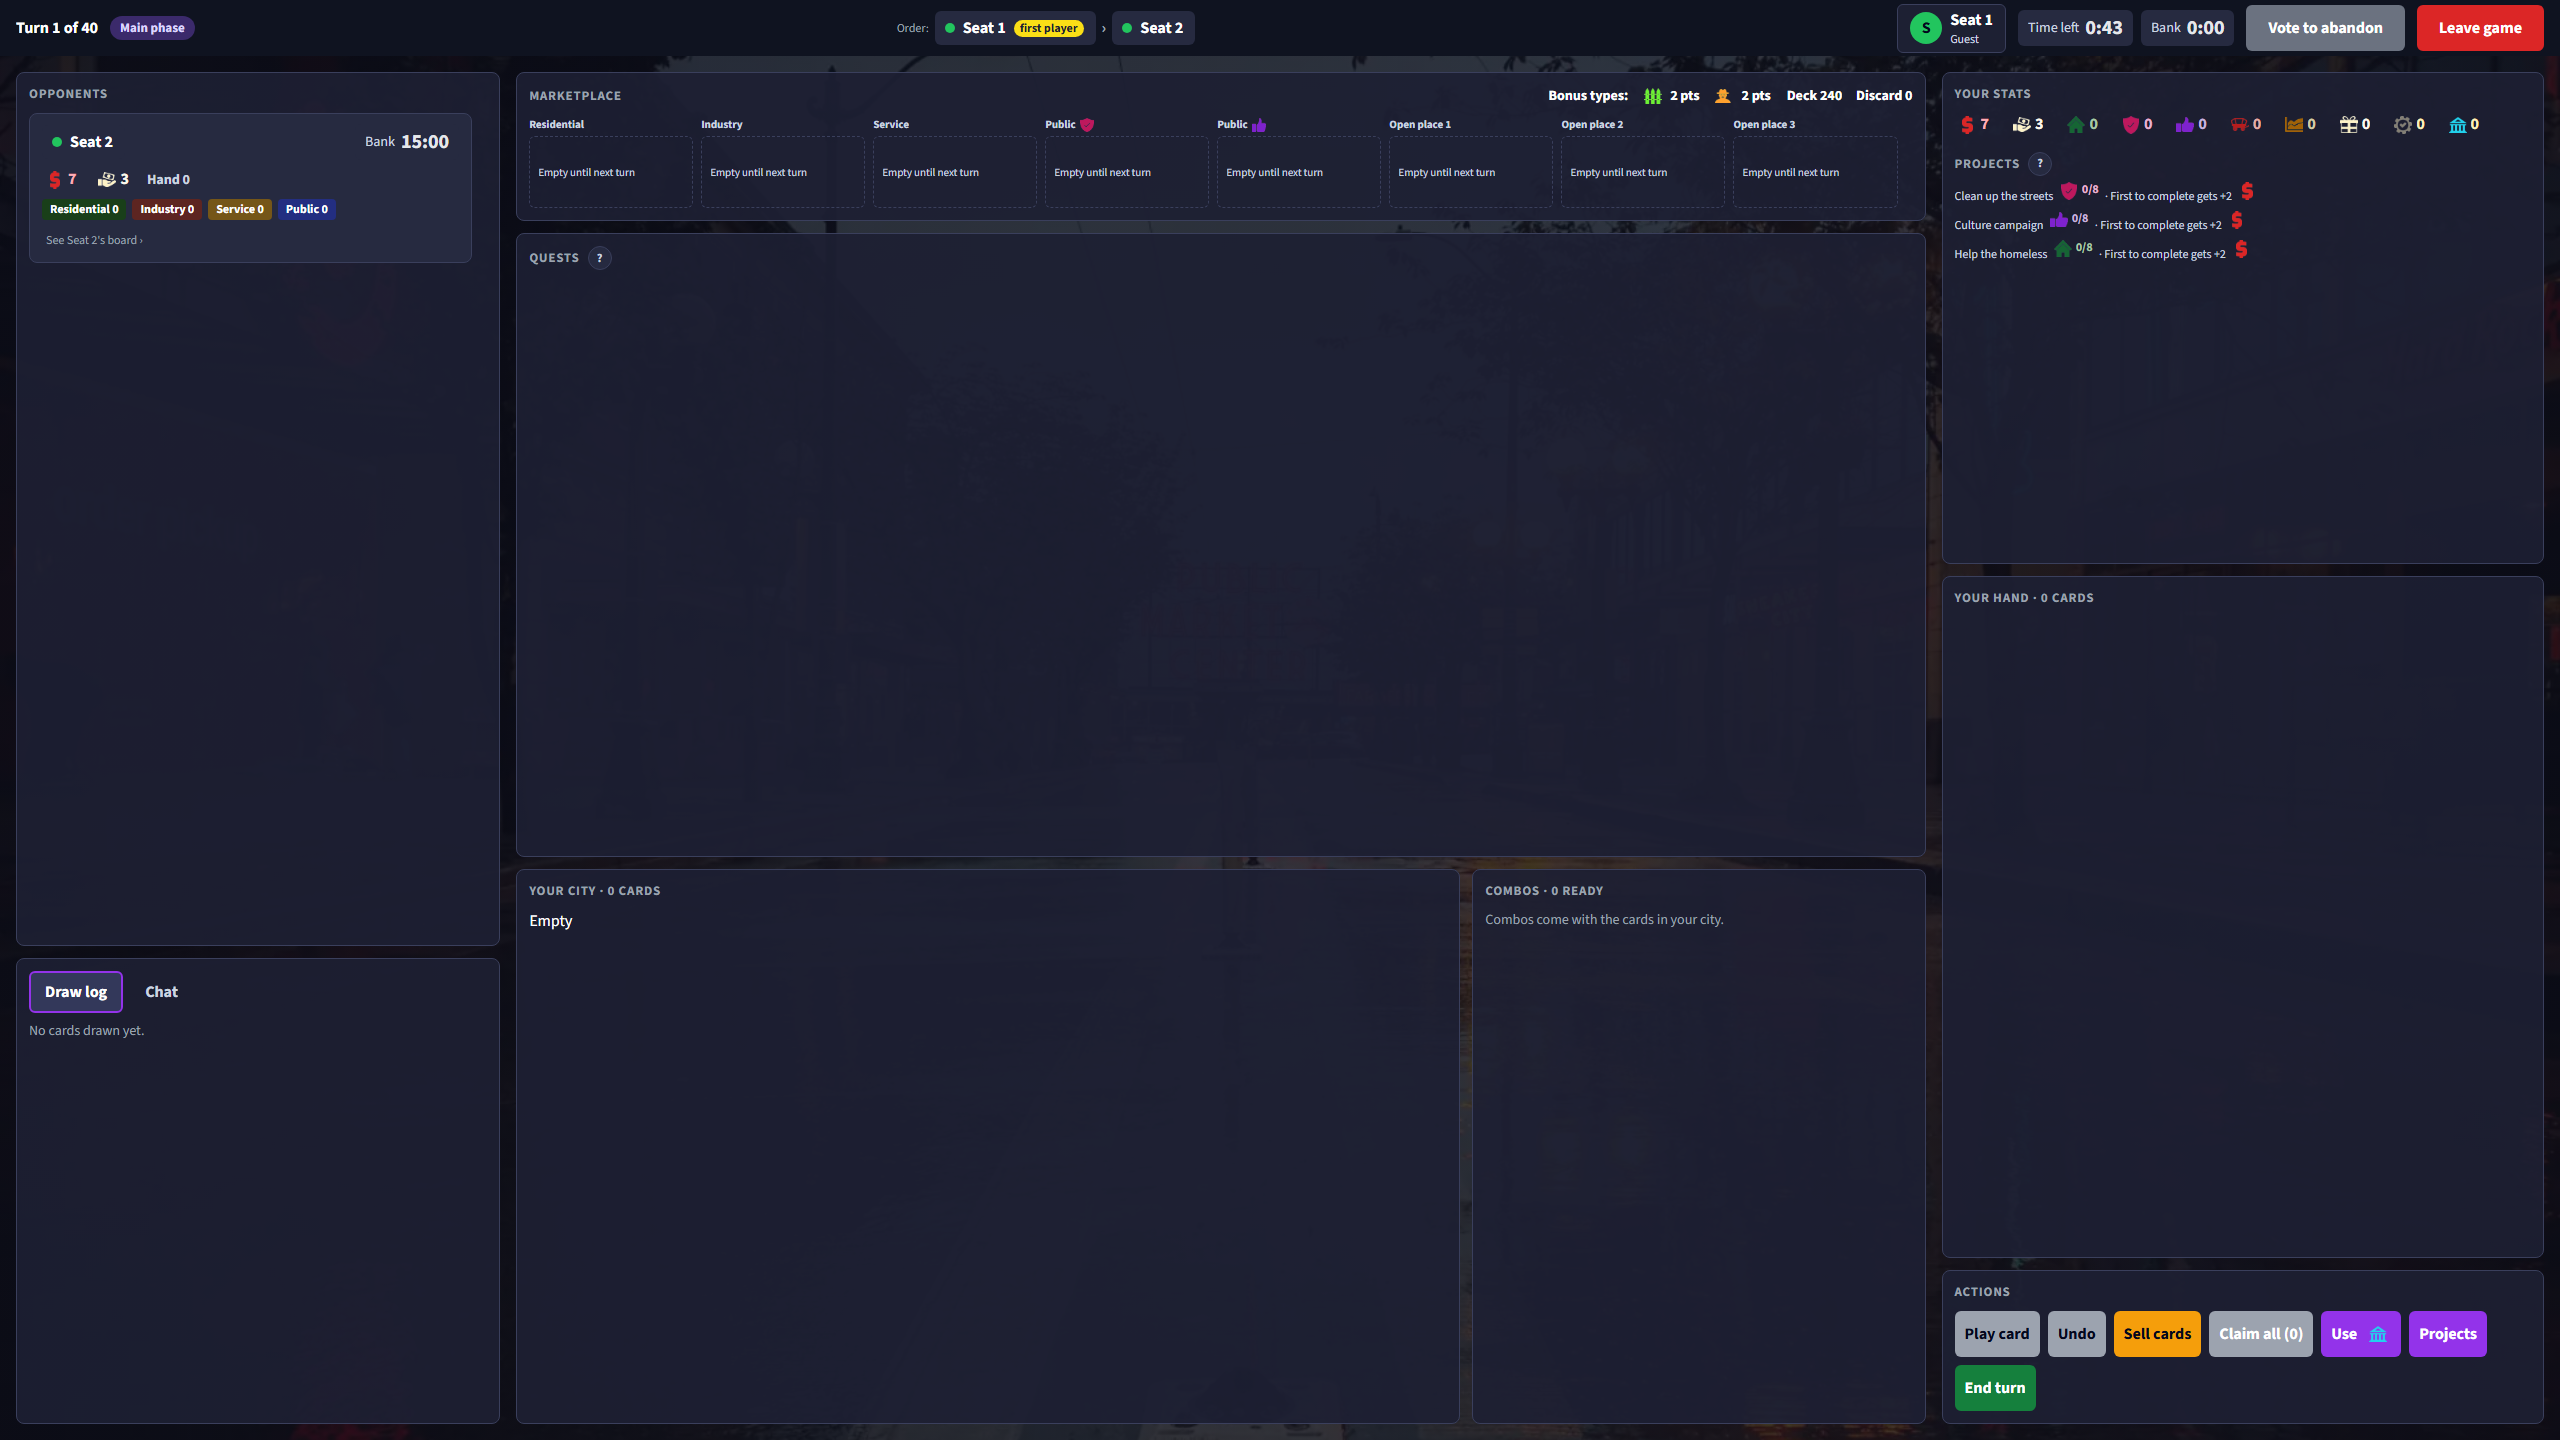 Turn 1 of 40 Main phase
Order: Seat 1 first player › Seat 2
S Seat 1
Guest
Time left 0:43 Bank 0:00 Vote to abandon Leave game
OPPONENTS
Seat 2 Bank 15:00
7 3 Hand 0
Residential 0 Industry 0 Service 0 Public 0
See Seat 2's board ›
Draw log Chat
No cards drawn yet.
MARKETPLACE Bonus types: 2 pts 2 pts Deck 240 Discard 0
Residential Industry Service Public Public Open place 1 Open place 2 Open place 3
Empty until next turn Empty until next turn Empty until next turn Empty until next turn Empty until next turn Empty until next turn Empty until next turn Empty until next turn
QUESTS ?
YOUR CITY · 0 CARDS
Empty
COMBOS · 0 READY
Combos come with the cards in your city.
YOUR STATS
7 3 0 0 0 0 0 0 0 0
PROJECTS ?
Clean up the streets 0/8 · First to complete gets +2
Culture campaign 0/8 · First to complete gets +2
Help the homeless 0/8 · First to complete gets +2
YOUR HAND · 0 CARDS
ACTIONS
Play card Undo Sell cards Claim all (0) Use Projects
End turn